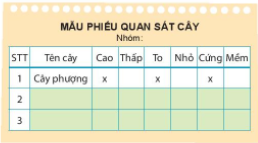 MẪU PHIẾU QUAN SÁT CÂY
Nhóm:
STT Tên cây Cao Thấp To Nhỏ Cứng Mềm
1 Cây phượng x x x
2
3